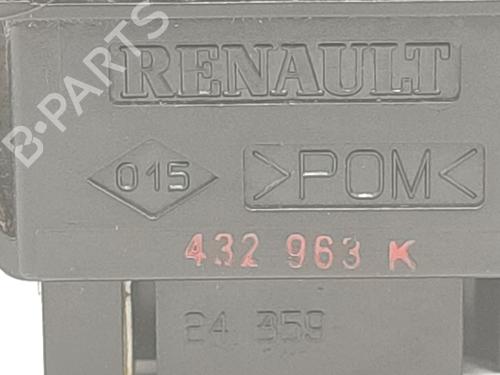 RENAULT
B-PARTS
015 >POM<
432 963 K
24 359